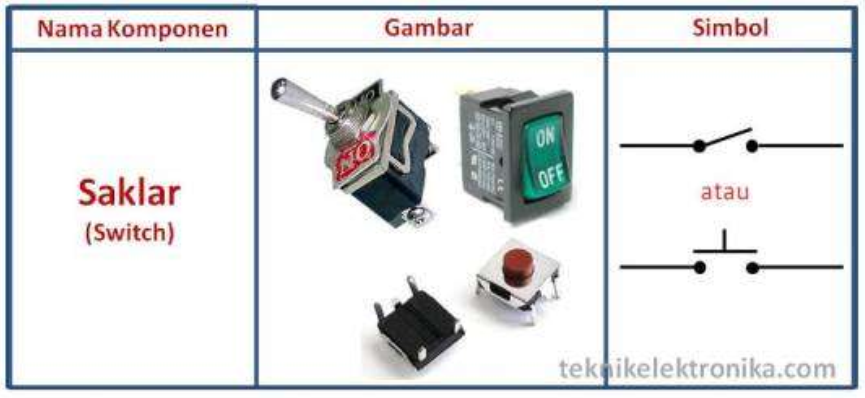 Nama Komponen
Gambar
Simbol
Saklar
(Switch)
ON
ON
OFF
atau
teknikelektronika.com